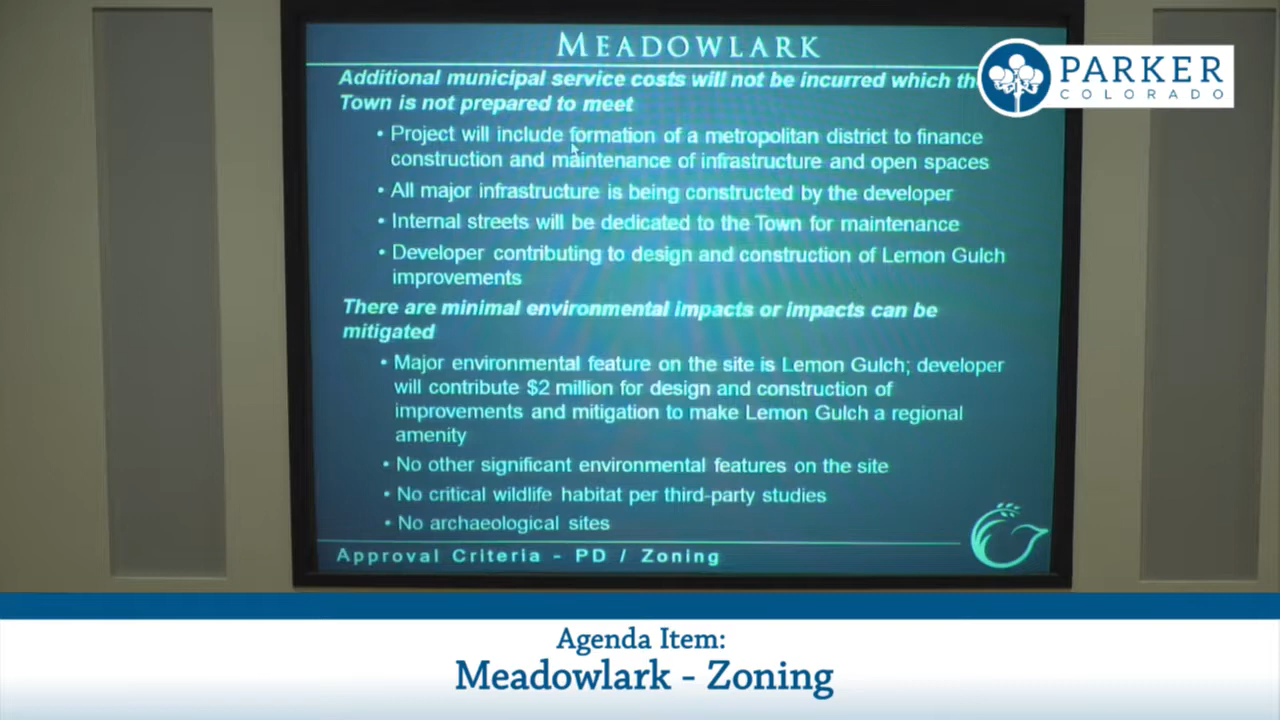 MEADOWLARK
PARKER
COLORADO
Additional municipal service costs will not be incurred which th
Town is not prepared to meet
• Project will include formation of a metropolitan district to finance
construction and maintenance of infrastructure and open spaces
• All major infrastructure is being constructed by the developer
• Internal streets will be dedicated to the Town for maintenance
• Developer contributing to design and construction of Lemon Gulch
improvements
There are minimal environmental impacts or impacts can be
mitigated
• Major environmental feature on the site is Lemon Gulch; developer
will contribute $2 million for design and construction of
improvements and mitigation to make Lemon Gulch a regional
amenity
• No other significant environmental features on the site
• No critical wildlife habitat per third-party studies
• No archaeological sites
Approval Criteria - PD / Zoning
Agenda Item:
Meadowlark - Zoning